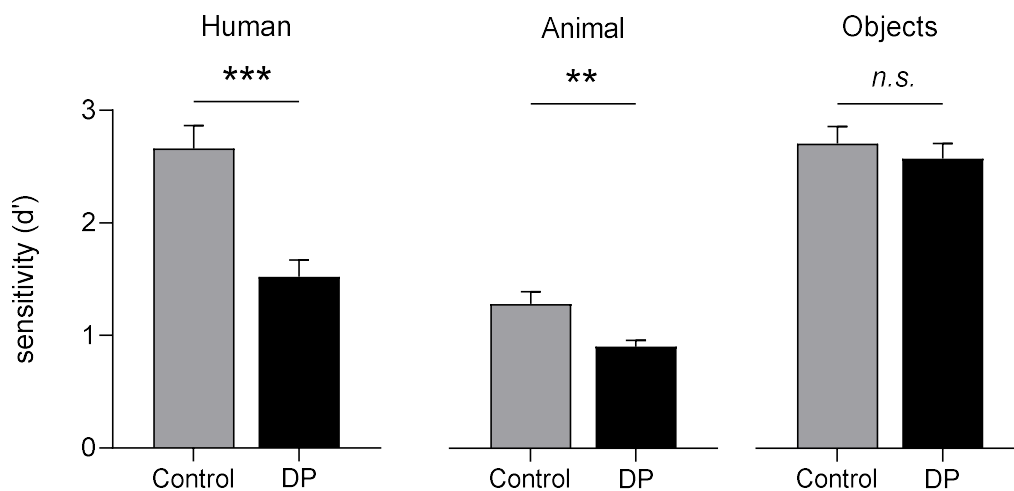 Human Animal Objects
*** ** n.s.
3
2
1
0
sensitivity (d')
Control DP Control DP Control DP